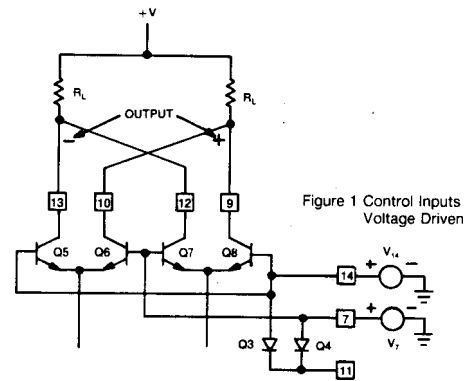 +V
R_L
R_L
OUTPUT
- +
13
10
12
9
Figure 1 Control Inputs
Voltage Driven
Q5
Q6
Q7
Q8
14
+ -
V_14
7
+ -
V_7
Q3
Q4
11